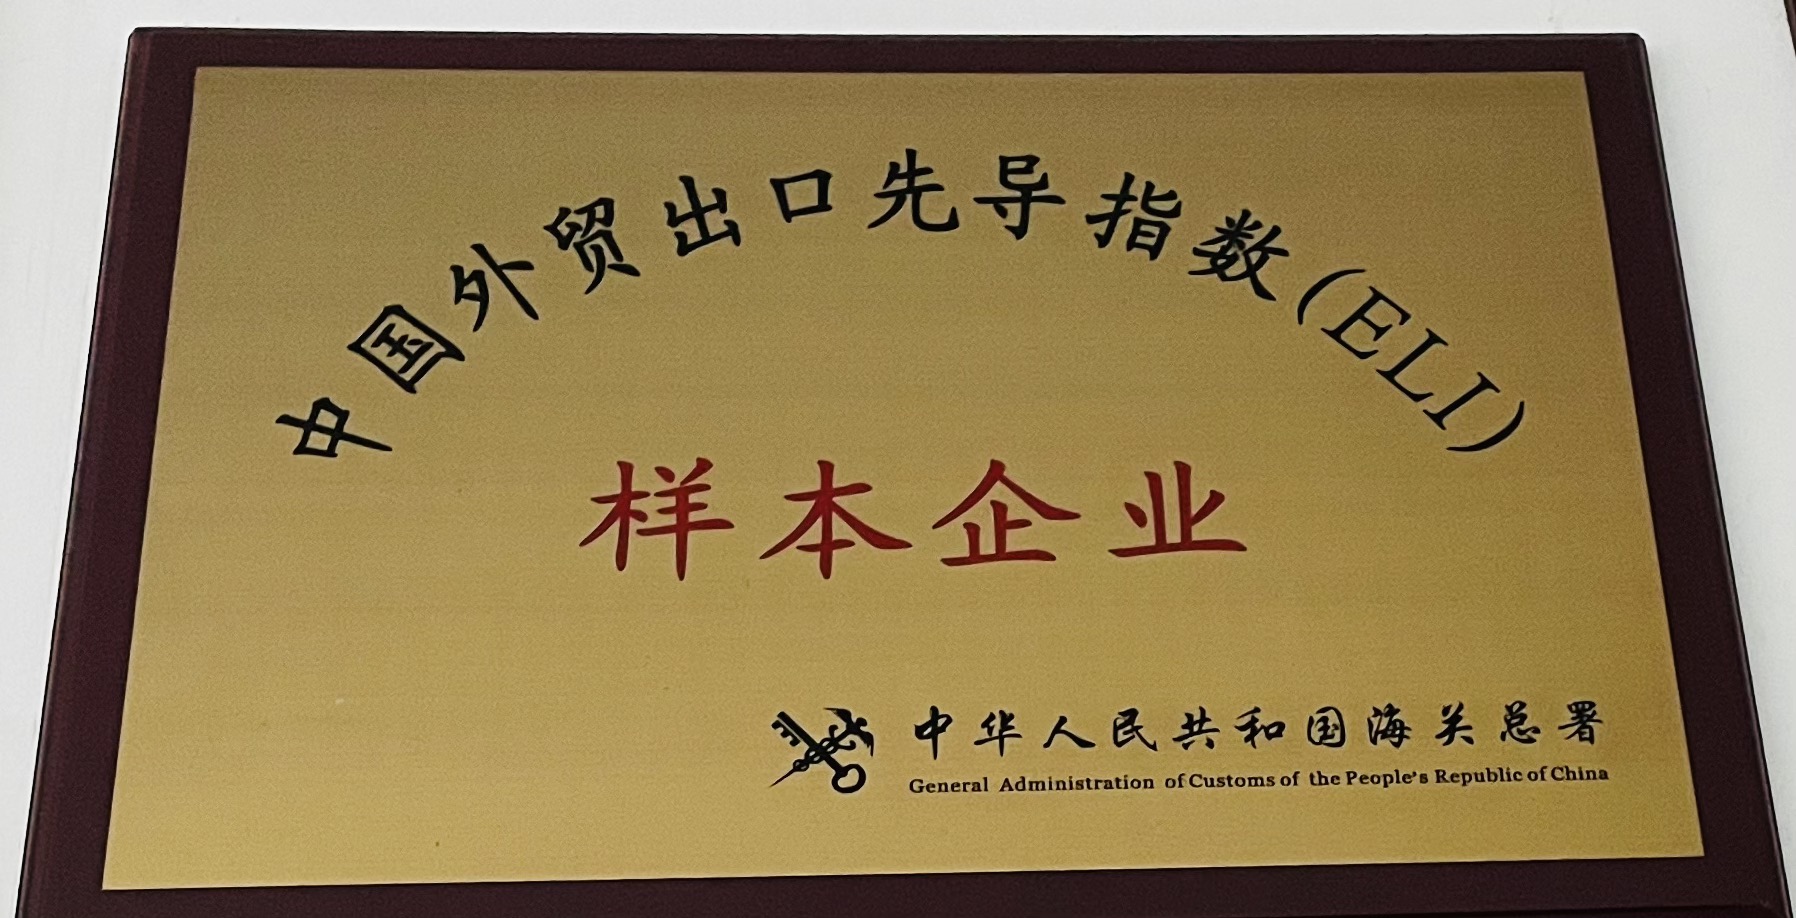 中国外贸出口先导指数(ELI)
样本企业
中华人民共和国海关总署
General Administration of Customs of the People's Republic of China